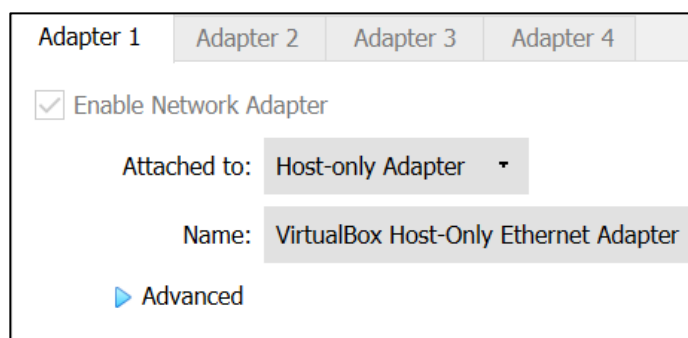 Adapter 1 Adapter 2 Adapter 3 Adapter 4
Enable Network Adapter
Attached to: Host-only Adapter
Name: VirtualBox Host-Only Ethernet Adapter
Advanced